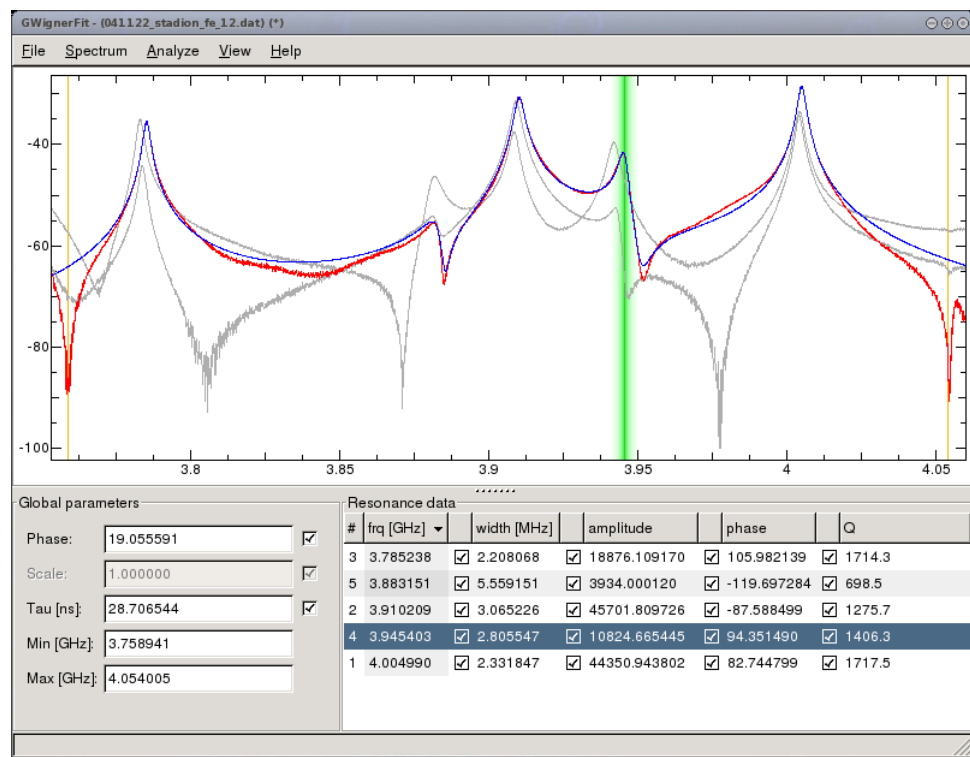 GWignerFit - (041122_stadion_fe_12.dat) (*)
File Spectrum Analyze View Help
-40
-60
-80
-100
3.8 3.85 3.9 3.95 4 4.05
Global parameters
Phase: 19.055591
Scale: 1.000000
Tau [ns]: 28.706544
Min [GHz]: 3.758941
Max [GHz]: 4.054005
Resonance data
# frq [GHz] width [MHz] amplitude phase Q
3 3.785238 2.208068 18876.109170 105.982139 1714.3
5 3.883151 5.559151 3934.000120 -119.697284 698.5
2 3.910209 3.065226 45701.809726 -87.588499 1275.7
4 3.945403 2.805547 10824.665445 94.351490 1406.3
1 4.004990 2.331847 44350.943802 82.744799 1717.5